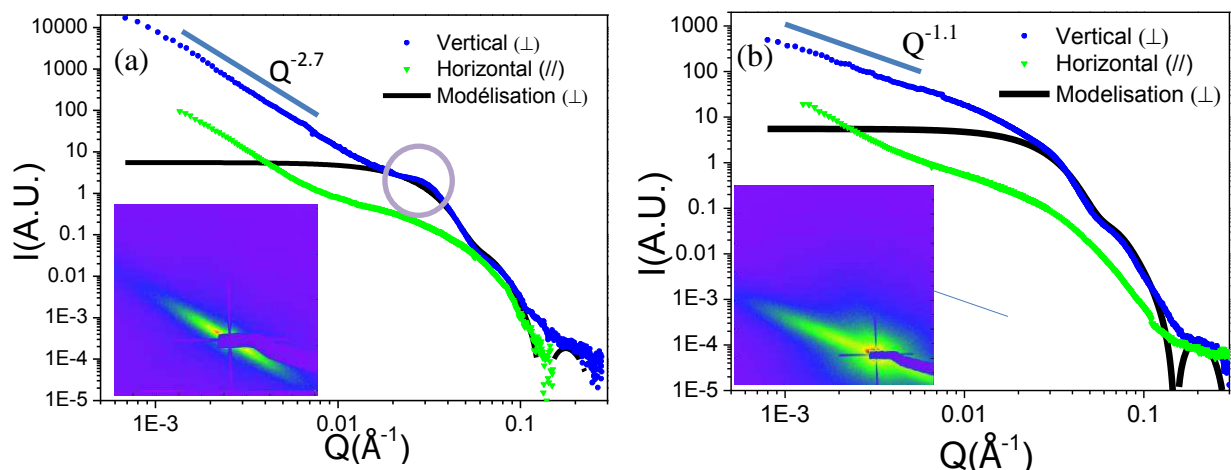 (a)
Q-2.7
Vertical (⊥)
Horizontal (//)
Modélisation (⊥)
10000
1000
100
10
1
0.1
0.01
1E-3
1E-4
1E-5
I(A.U.)
1E-3
0.01
0.1
Q(Å-1)
(b)
Q-1.1
Vertical (⊥)
Horizontal (//)
Modelisation (⊥)
1000
100
10
1
0.1
0.01
1E-3
1E-4
1E-5
I(A.U.)
1E-3
0.01
0.1
Q(Å-1)